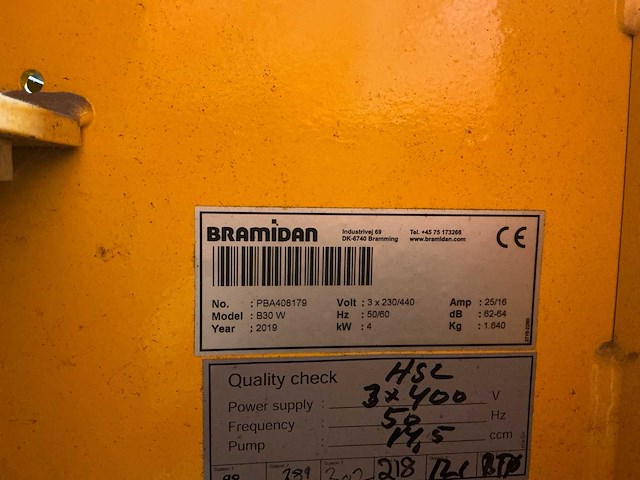 BRAMIDAN
Industrivej 69
DK-6740 Bramming
Tel. +45 75 173266
www.bramidan.com
CE
No. : PBA408179
Model : B30 W
Year : 2019
Volt : 3 x 230/440
Hz : 50/60
kW : 4
Amp : 25/16
dB : 62-64
Kg : 1.640
Quality check HSL
Power supply : 3x400 V
Frequency : 50 Hz
Pump : 14,5 ccm
218